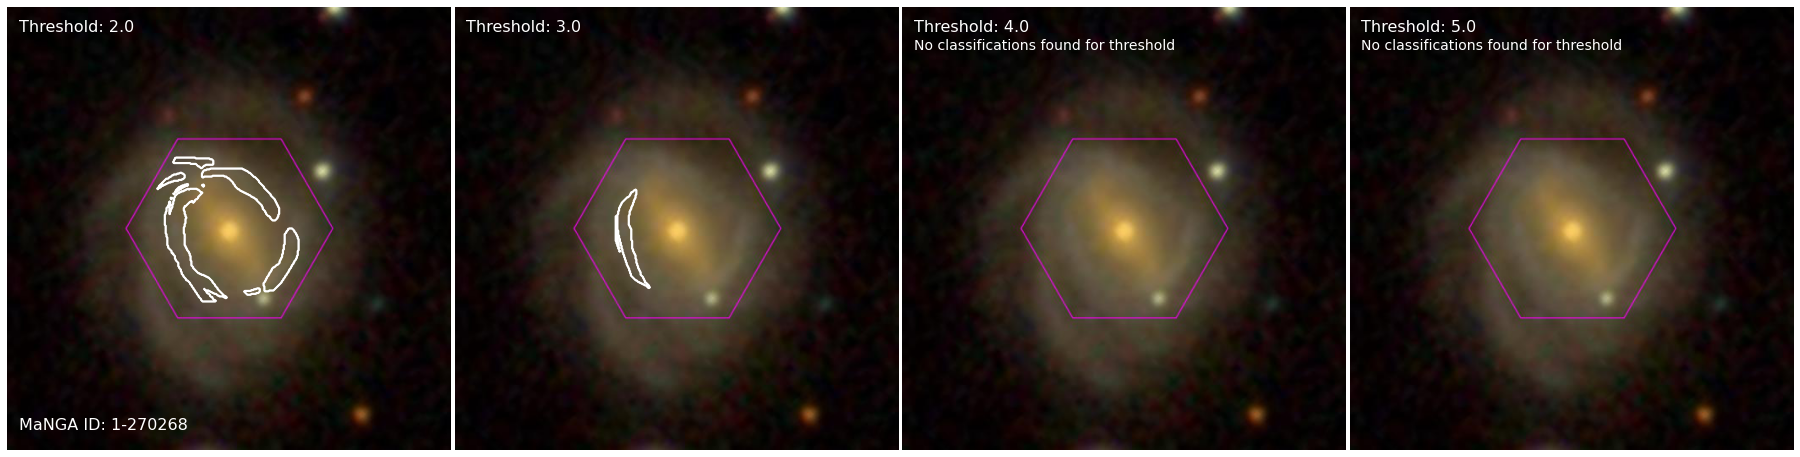 Threshold: 2.0
MaNGA ID: 1-270268
Threshold: 3.0
Threshold: 4.0
No classifications found for threshold
Threshold: 5.0
No classifications found for threshold